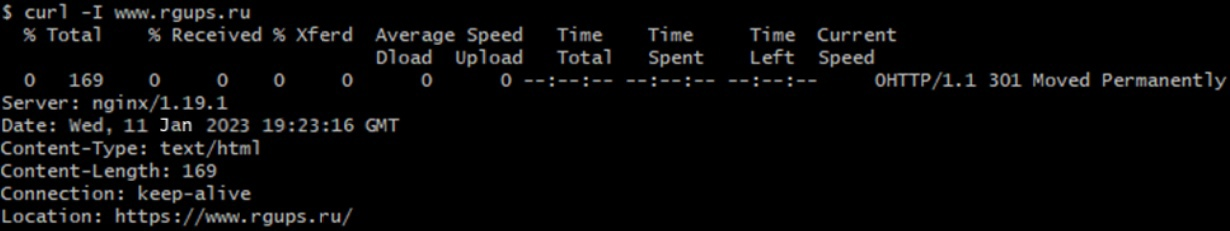 $ curl -I www.rgups.ru
% Total % Received % Xferd Average Speed Time Time Time Current
Dload Upload Total Spent Left Speed
0 169 0 0 0 0 0 0 --:--:-- --:--:-- --:--:-- 0HTTP/1.1 301 Moved Permanently
Server: nginx/1.19.1
Date: Wed, 11 Jan 2023 19:23:16 GMT
Content-Type: text/html
Content-Length: 169
Connection: keep-alive
Location: https://www.rgups.ru/